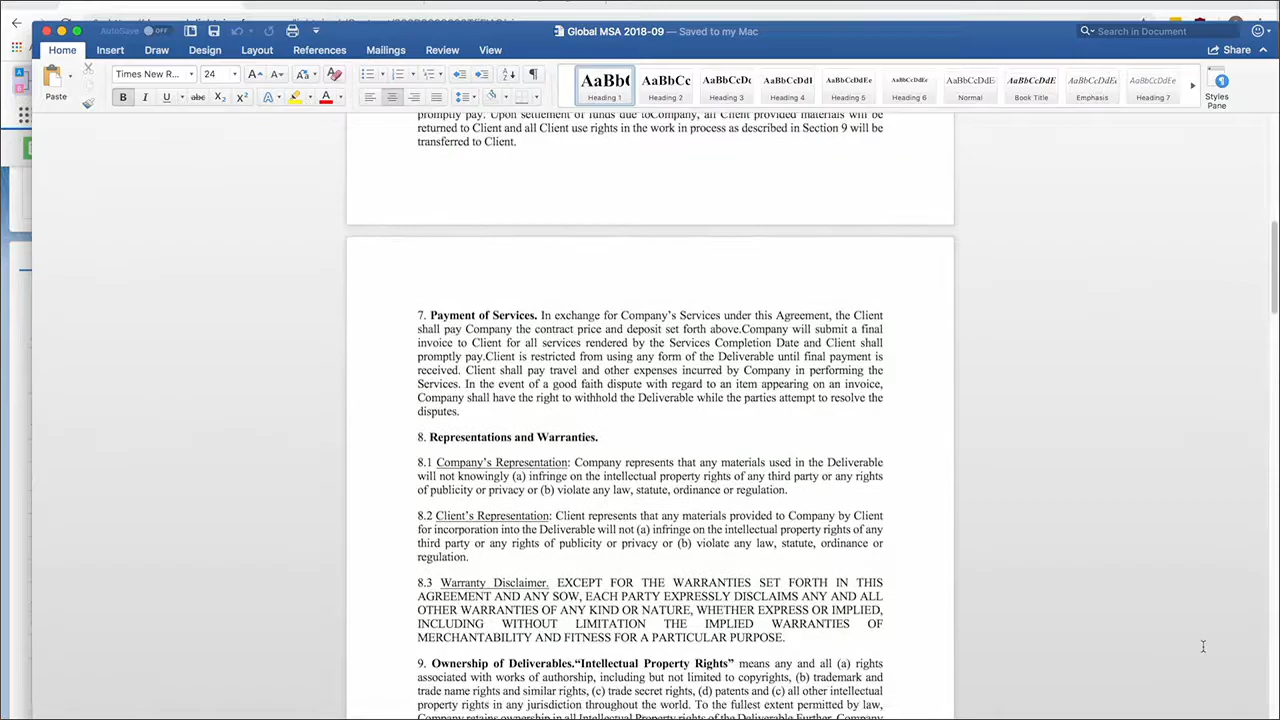 AutoSave OFF
Global MSA 2018-09 — Saved to my Mac
Search in Document
Home Insert Draw Design Layout References Mailings Review View
Share
Paste
Times New R... 24
AaBbC AaBbCc AaBbCcDc AaBbCcDdI AaBbCcDdEe AaBbCcDdEe AaBbCcDdE AaBbCcDdE AaBbCcDdEe AaBbCcDdEe
Heading 1 Heading 2 Heading 3 Heading 4 Heading 5 Heading 6 Normal Book Title Emphasis Heading 7
Styles
Pane
promptly pay. Upon settlement of funds due toCompany, all Client provided materials will be
returned to Client and all Client use rights in the work in process as described in Section 9 will be
transferred to Client.
7. Payment of Services. In exchange for Company’s Services under this Agreement, the Client
shall pay Company the contract price and deposit set forth above.Company will submit a final
invoice to Client for all services rendered by the Services Completion Date and Client shall
promptly pay.Client is restricted from using any form of the Deliverable until final payment is
received. Client shall pay travel and other expenses incurred by Company in performing the
Services. In the event of a good faith dispute with regard to an item appearing on an invoice,
Company shall have the right to withhold the Deliverable while the parties attempt to resolve the
disputes.
8. Representations and Warranties.
8.1 Company’s Representation: Company represents that any materials used in the Deliverable
will not knowingly (a) infringe on the intellectual property rights of any third party or any rights
of publicity or privacy or (b) violate any law, statute, ordinance or regulation.
8.2 Client’s Representation: Client represents that any materials provided to Company by Client
for incorporation into the Deliverable will not (a) infringe on the intellectual property rights of any
third party or any rights of publicity or privacy or (b) violate any law, statute, ordinance or
regulation.
8.3 Warranty Disclaimer. EXCEPT FOR THE WARRANTIES SET FORTH IN THIS
AGREEMENT AND ANY SOW, EACH PARTY EXPRESSLY DISCLAIMS ANY AND ALL
OTHER WARRANTIES OF ANY KIND OR NATURE, WHETHER EXPRESS OR IMPLIED,
INCLUDING WITHOUT LIMITATION THE IMPLIED WARRANTIES OF
MERCHANTABILITY AND FITNESS FOR A PARTICULAR PURPOSE.
9. Ownership of Deliverables.“Intellectual Property Rights” means any and all (a) rights
associated with works of authorship, including but not limited to copyrights, (b) trademark and
trade name rights and similar rights, (c) trade secret rights, (d) patents and (c) all other intellectual
property rights in any jurisdiction throughout the world. To the fullest extent permitted by law,
Company retains ownership in all Intellectual Property rights of the Deliverable Further, Company